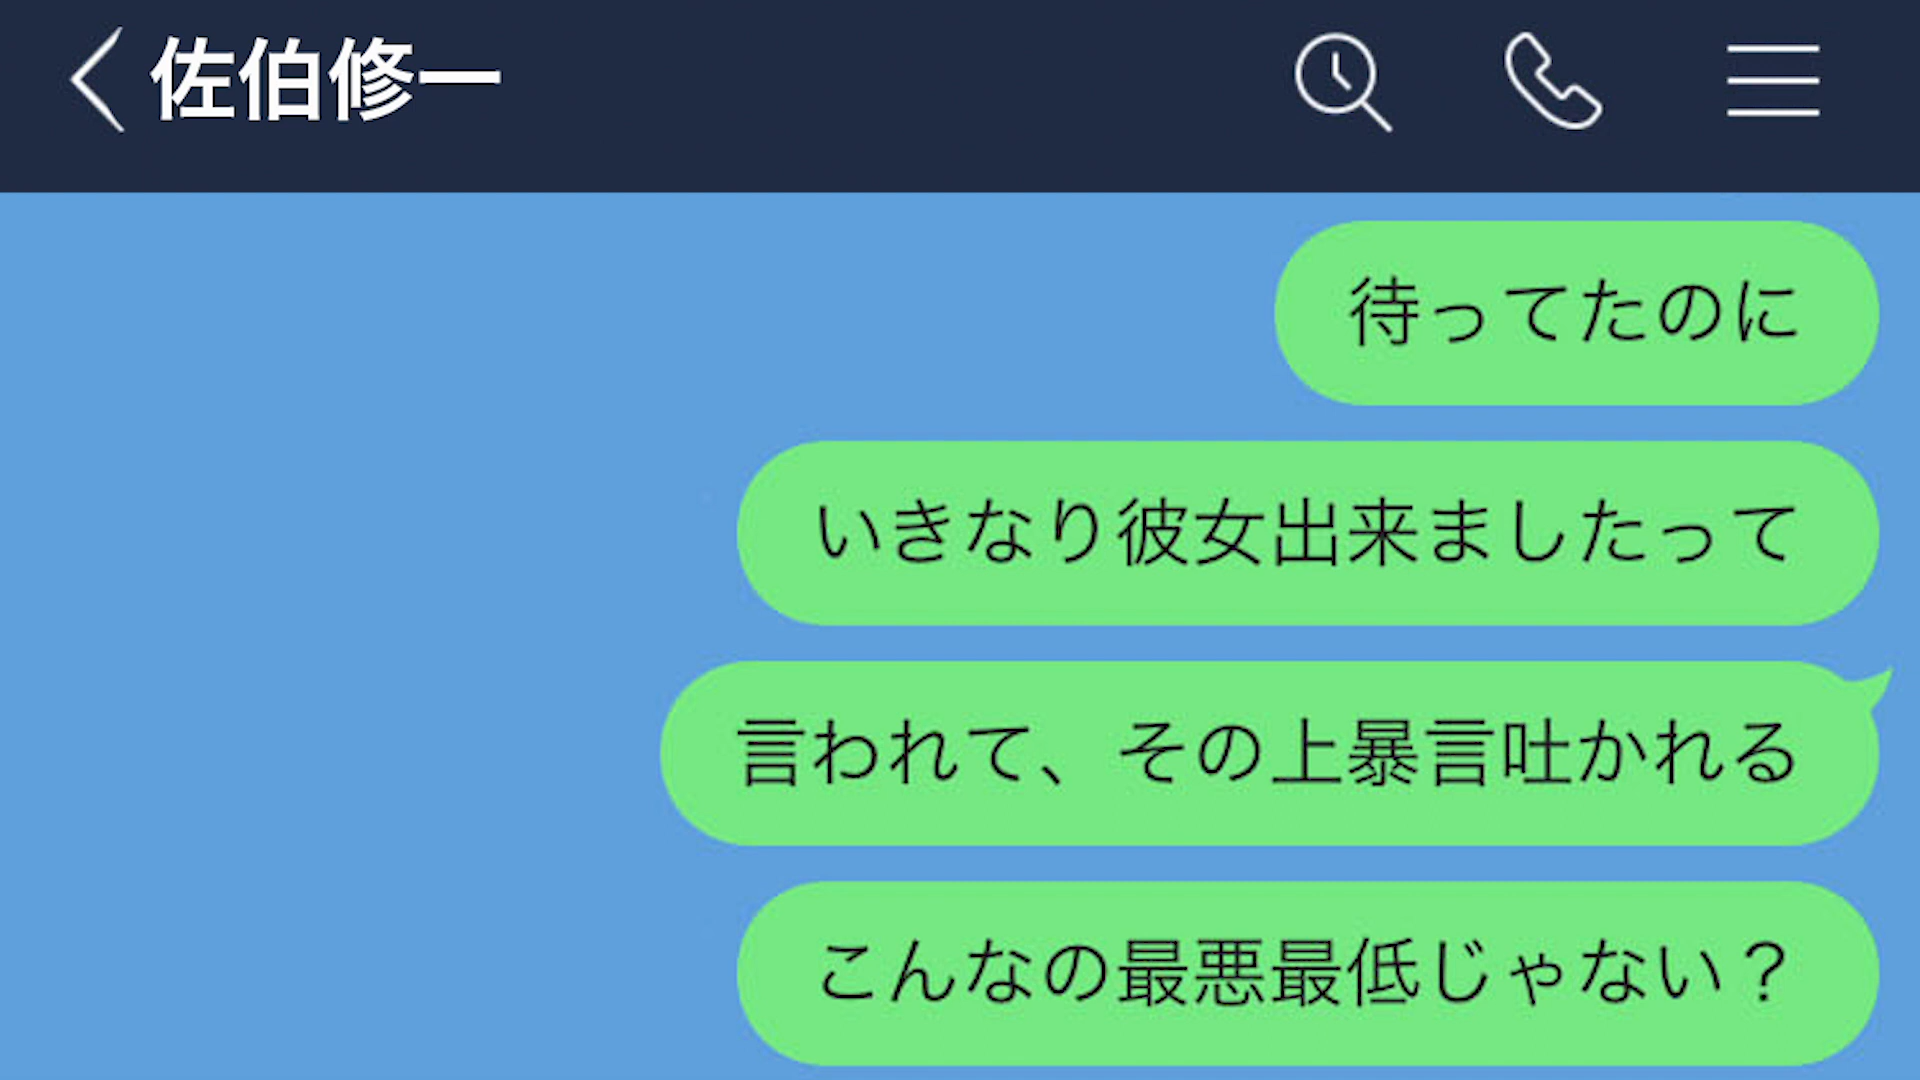 佐伯修一
待ってたのに
いきなり彼女出来ましたって
言われて、その上暴言吐かれる
こんなの最悪最低じゃない？